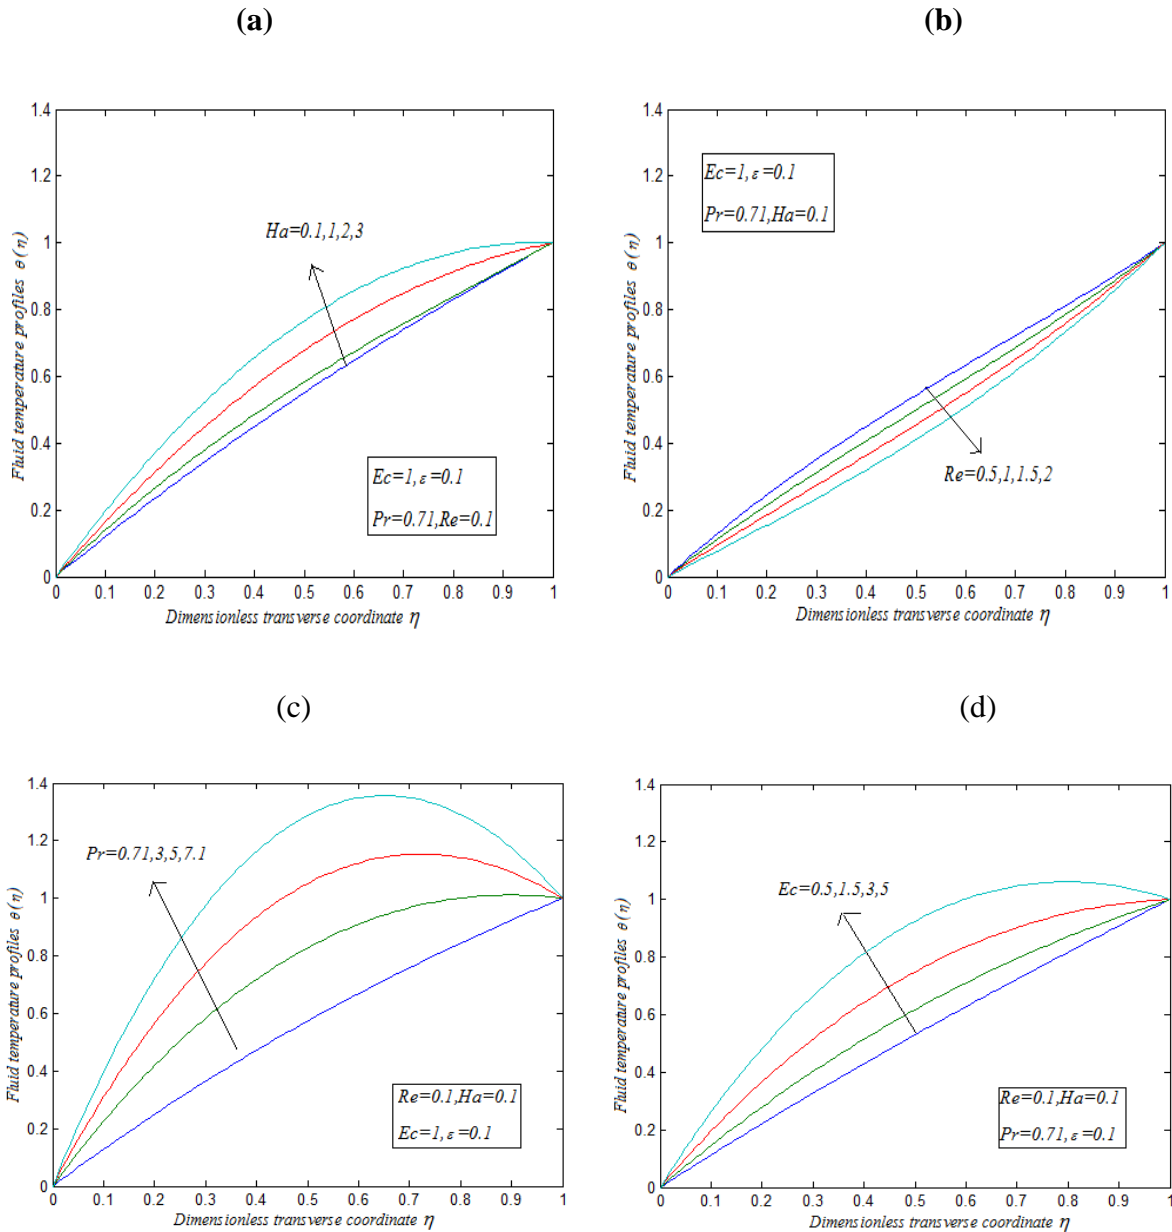 (a)
(b)
1.4
1.2
1
0.8
0.6
0.4
0.2
0
Fluid temperature profiles θ(η)
Ha=0.1,1,2,3
Ec=1,ε=0.1
Pr=0.71,Re=0.1
0 0.1 0.2 0.3 0.4 0.5 0.6 0.7 0.8 0.9 1
Dimensionless transverse coordinate η
1.4
1.2
1
0.8
0.6
0.4
0.2
0
Fluid temperature profiles θ(η)
Ec=1,ε=0.1
Pr=0.71,Ha=0.1
Re=0.5,1,1.5,2
0 0.1 0.2 0.3 0.4 0.5 0.6 0.7 0.8 0.9 1
Dimensionless transverse coordinate η
(c)
(d)
1.4
1.2
1
0.8
0.6
0.4
0.2
0
Fluid temperature profiles θ(η)
Pr=0.71,3,5,7.1
Re=0.1,Ha=0.1
Ec=1,ε=0.1
0 0.1 0.2 0.3 0.4 0.5 0.6 0.7 0.8 0.9 1
Dimensionless transverse coordinate η
1.4
1.2
1
0.8
0.6
0.4
0.2
0
Fluid temperature profiles θ(η)
Ec=0.5,1.5,3,5
Re=0.1,Ha=0.1
Pr=0.71,ε=0.1
0 0.1 0.2 0.3 0.4 0.5 0.6 0.7 0.8 0.9 1
Dimensionless transverse coordinate η